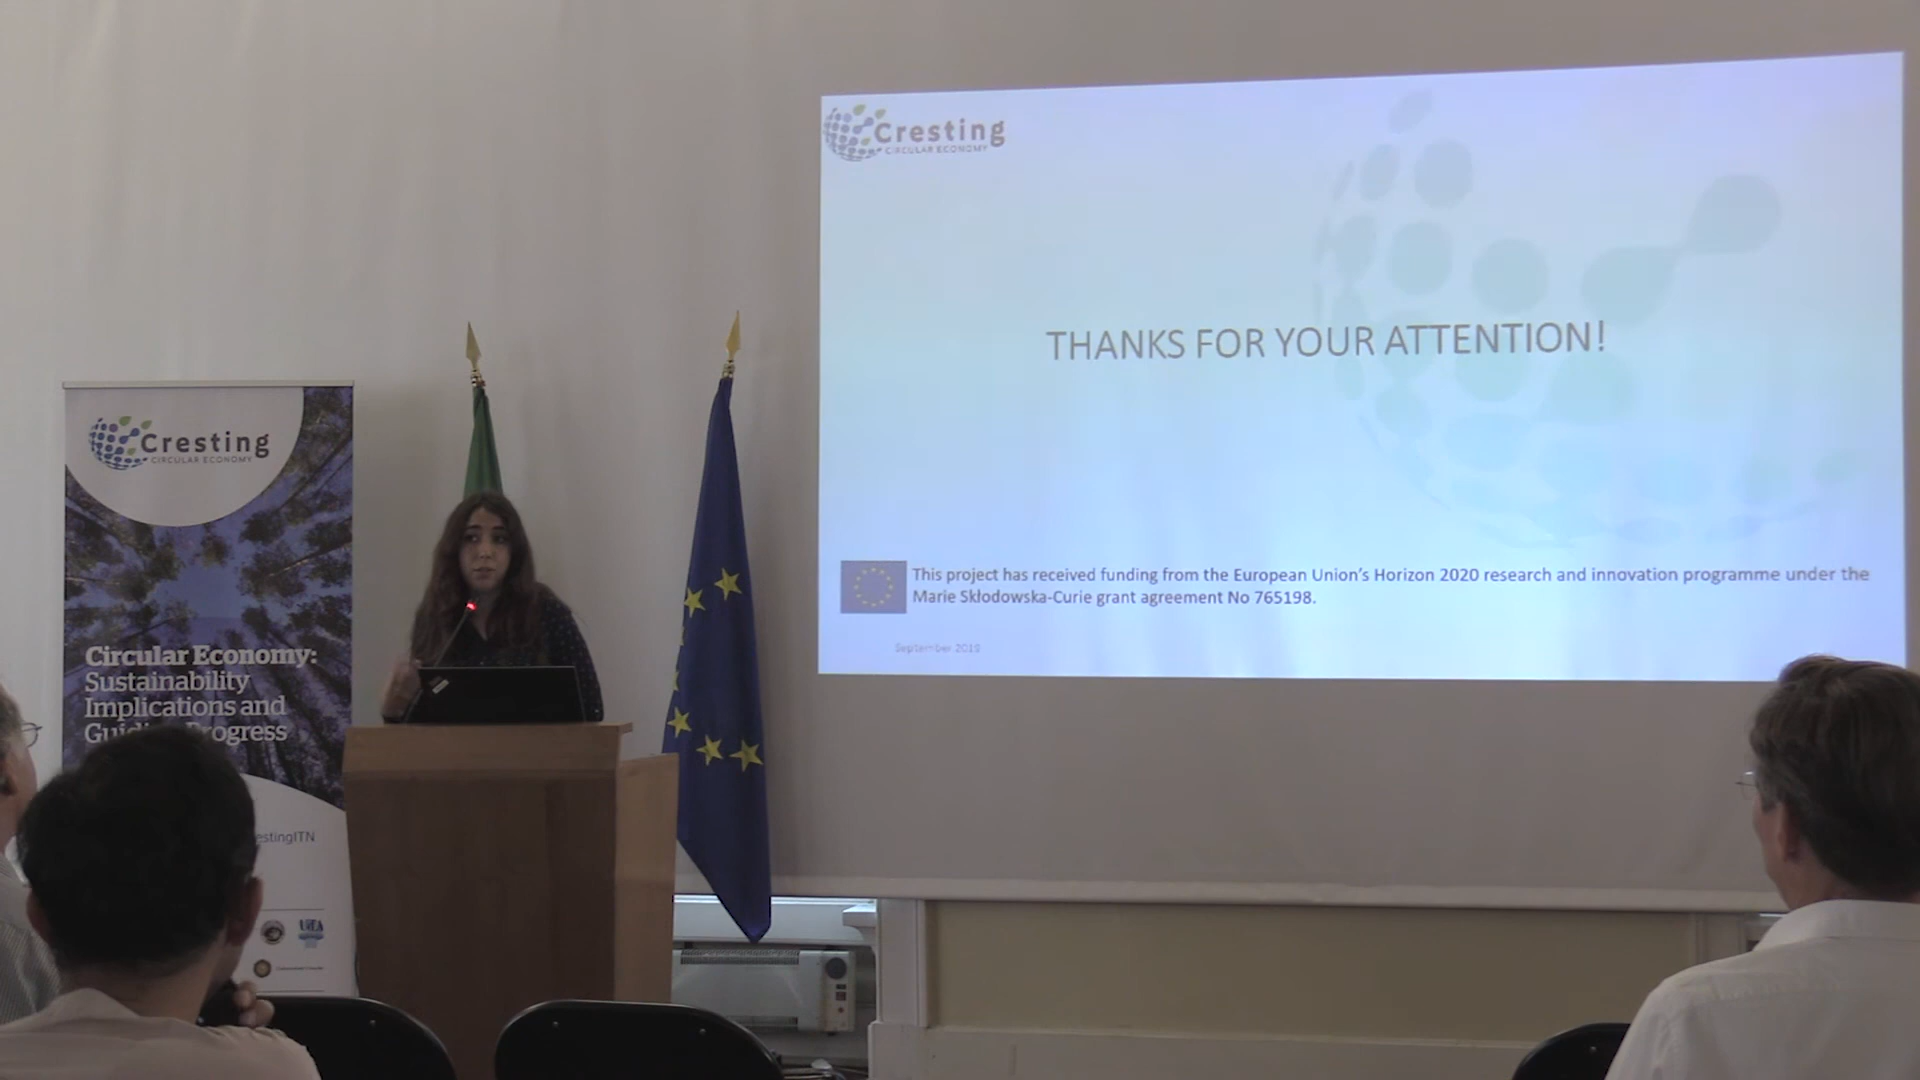 Cresting
CIRCULAR ECONOMY
THANKS FOR YOUR ATTENTION!
This project has received funding from the European Union's Horizon 2020 research and innovation programme under the
Marie Skłodowska-Curie grant agreement No 765198.
September 2019
Cresting
CIRCULAR ECONOMY
Circular Economy:
Sustainability
Implications and
Progress
estingITN